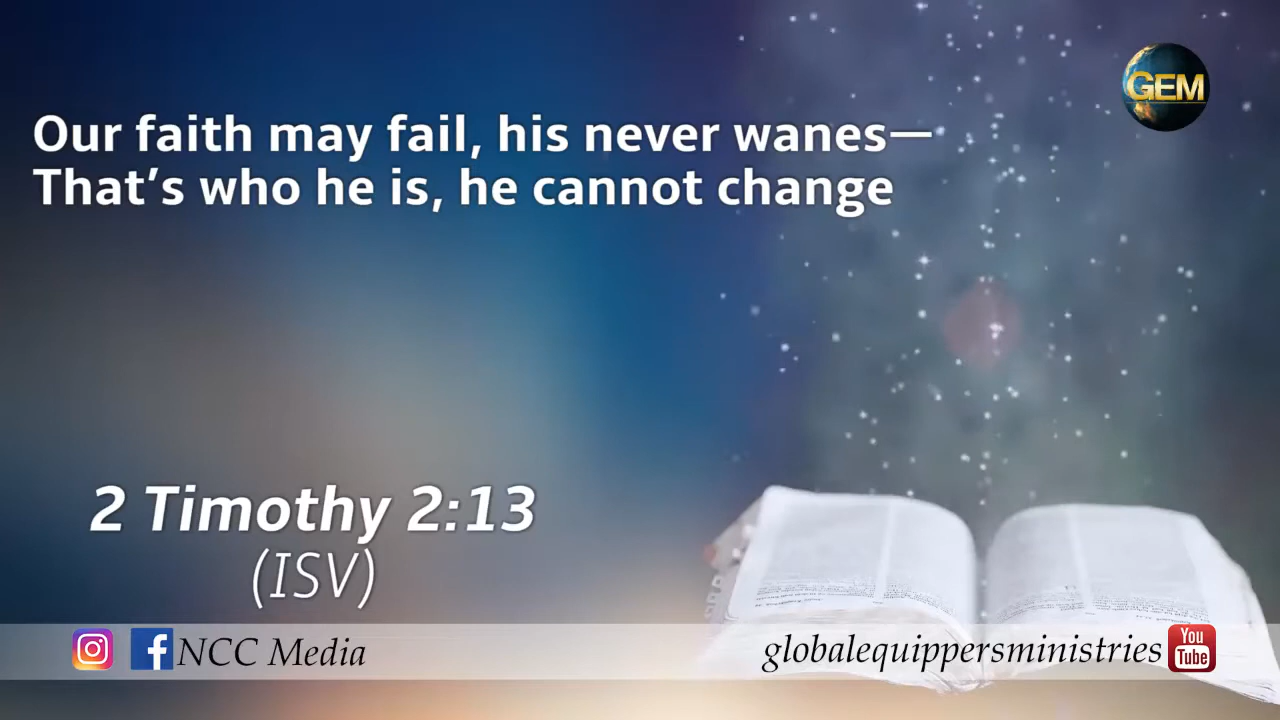 GEM
Our faith may fail, his never wanes—
That’s who he is, he cannot change
2 Timothy 2:13
(ISV)
NCC Media
globalequippersministries
You
Tube